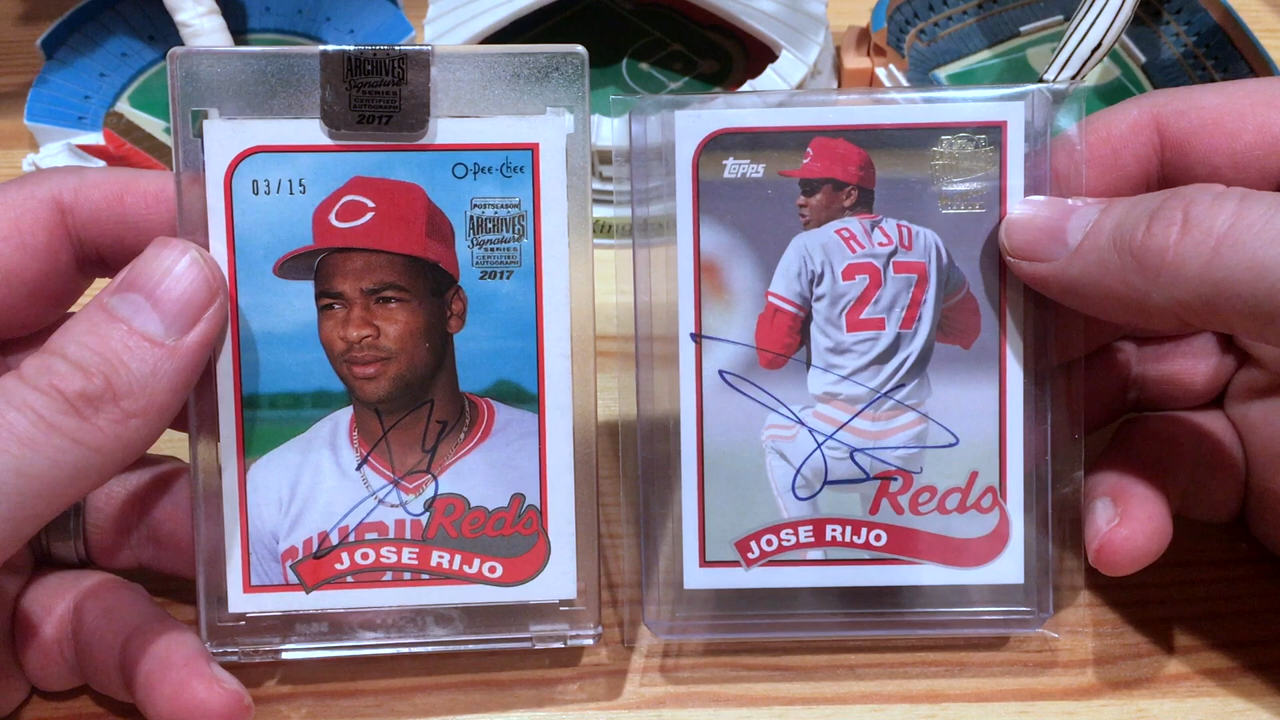 ARCHIVES
Signature
SERIES
CERTIFIED
AUTOGRAPH
2017
03/15
O-Pee-Chee
POSTSEASON
ARCHIVES
Signature
SERIES
CERTIFIED
AUTOGRAPH
2017
C
CINCIN
Reds
JOSE RIJO
Topps
C
RIJO
27
Reds
JOSE RIJO